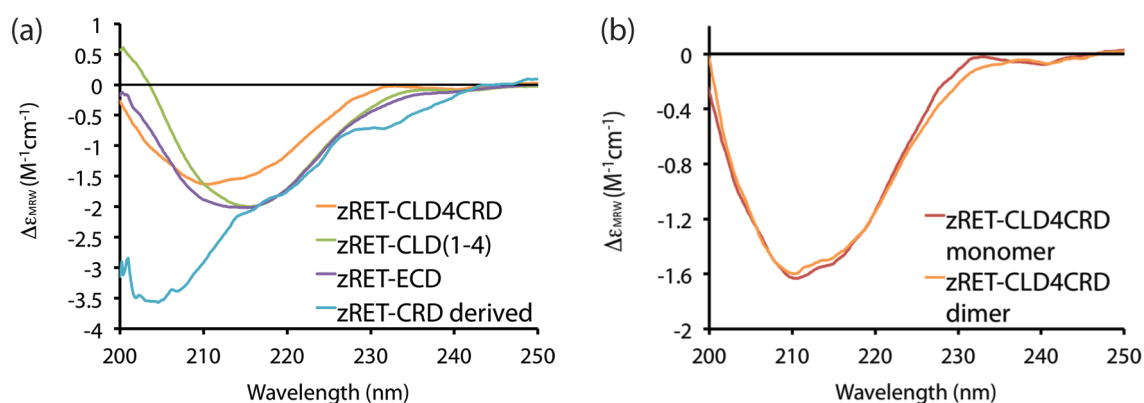 (a)
1
0.5
0
-0.5
-1
-1.5
-2
-2.5
-3
-3.5
-4
ΔεMRW (M⁻¹cm⁻¹)
zRET-CLD4CRD
zRET-CLD(1-4)
zRET-ECD
zRET-CRD derived
200 210 220 230 240 250
Wavelength (nm)
(b)
0
-0.4
-0.8
-1.2
-1.6
-2
ΔεMRW (M⁻¹cm⁻¹)
zRET-CLD4CRD
monomer
zRET-CLD4CRD
dimer
200 210 220 230 240 250
Wavelength (nm)